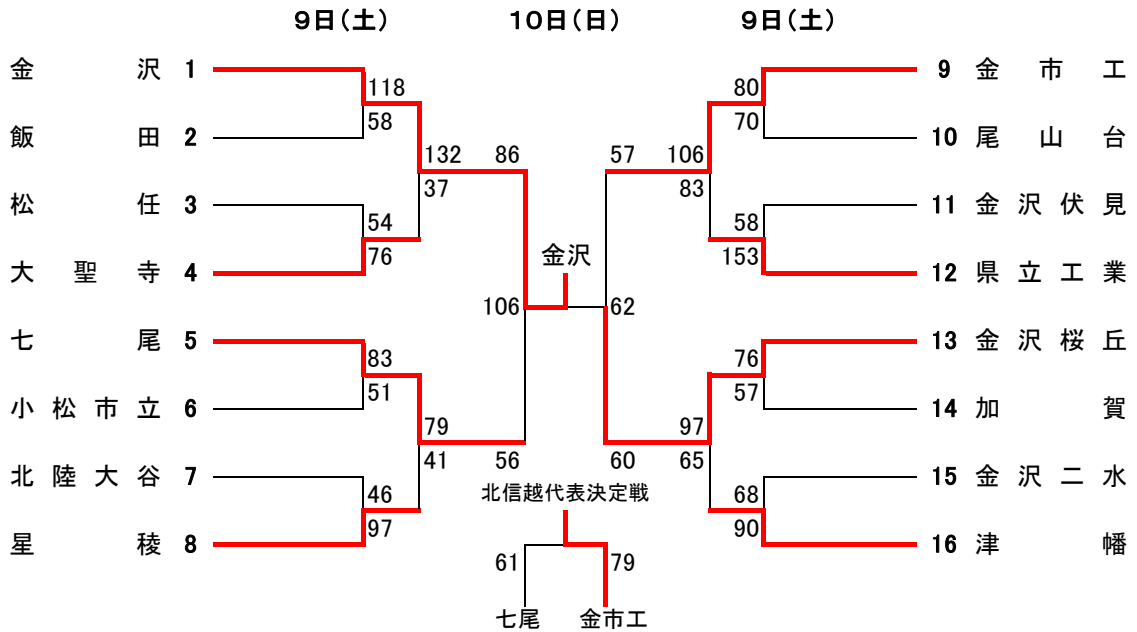 9日(土) 10日(日) 9日(土)
金沢 1 118 80 9 金市工
飯田 2 58 70 10 尾山台
132 86 57 106
37 83
松任 3 54 58 11 金沢伏見
大聖寺 4 76 153 12 県立工業
金沢
106 62
七尾 5 83 76 13 金沢桜丘
小松市立 6 51 57 14 加賀
79 97
41 56 60 65
北陸大谷 7 46 68 15 金沢二水
北信越代表決定戦
星稜 8 97 90 16 津幡
61 79
七尾 金市工